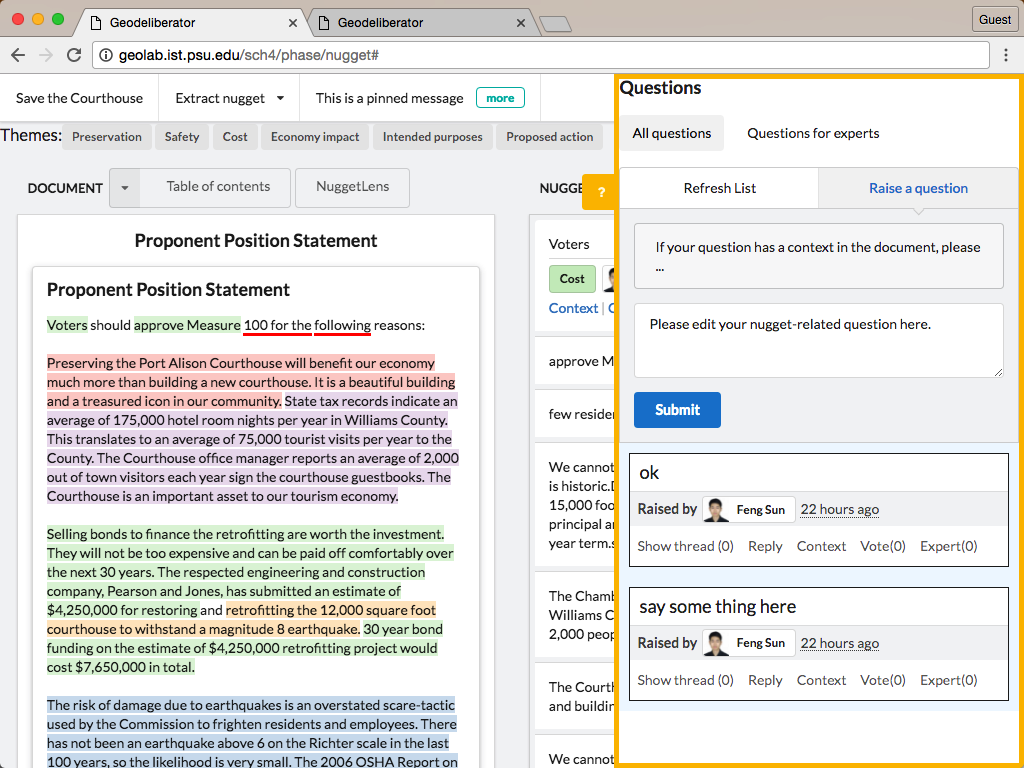 Geodeliberator
Geodeliberator
Guest
geolab.ist.psu.edu/sch4/phase/nugget#
Save the Courthouse
Extract nugget
This is a pinned message
more
Themes:
Preservation
Safety
Cost
Economy impact
Intended purposes
Proposed action
DOCUMENT
Table of contents
NuggetLens
Proponent Position Statement
Proponent Position Statement
Voters should approve Measure 100 for the following reasons:
Preserving the Port Alison Courthouse will benefit our economy
much more than building a new courthouse. It is a beautiful building
and a treasured icon in our community. State tax records indicate an
average of 175,000 hotel room nights per year in Williams County.
This translates to an average of 75,000 tourist visits per year to the
County. The Courthouse office manager reports an average of 2,000
out of town visitors each year sign the courthouse guestbooks. The
Courthouse is an important asset to our tourism economy.
Selling bonds to finance the retrofitting are worth the investment.
They will not be too expensive and can be paid off comfortably over
the next 30 years. The respected engineering and construction
company, Pearson and Jones, has submitted an estimate of
$4,250,000 for restoring and retrofitting the 12,000 square foot
courthouse to withstand a magnitude 8 earthquake. 30 year bond
funding on the estimate of $4,250,000 retrofitting project would
cost $7,650,000 in total.
The risk of damage due to earthquakes is an overstated scare-tactic
used by the Commission to frighten residents and employees. There
has not been an earthquake above 6 on the Richter scale in the last
100 years, so the likelihood is very small. The 2006 OSHA Report on
NUGGE
?
Voters
Cost
Context |
approve M
few reside
We cannot
is historic.
15,000 foo
principal a
year term.
The Cham
Williams C
2,000 peop
The Court
and buildin
We cannot
Questions
All questions
Questions for experts
Refresh List
Raise a question
If your question has a context in the document, please
...
Please edit your nugget-related question here.
Submit
ok
Raised by Feng Sun 22 hours ago
Show thread (0) Reply Context Vote(0) Expert(0)
say some thing here
Raised by Feng Sun 22 hours ago
Show thread (0) Reply Context Vote(0) Expert(0)